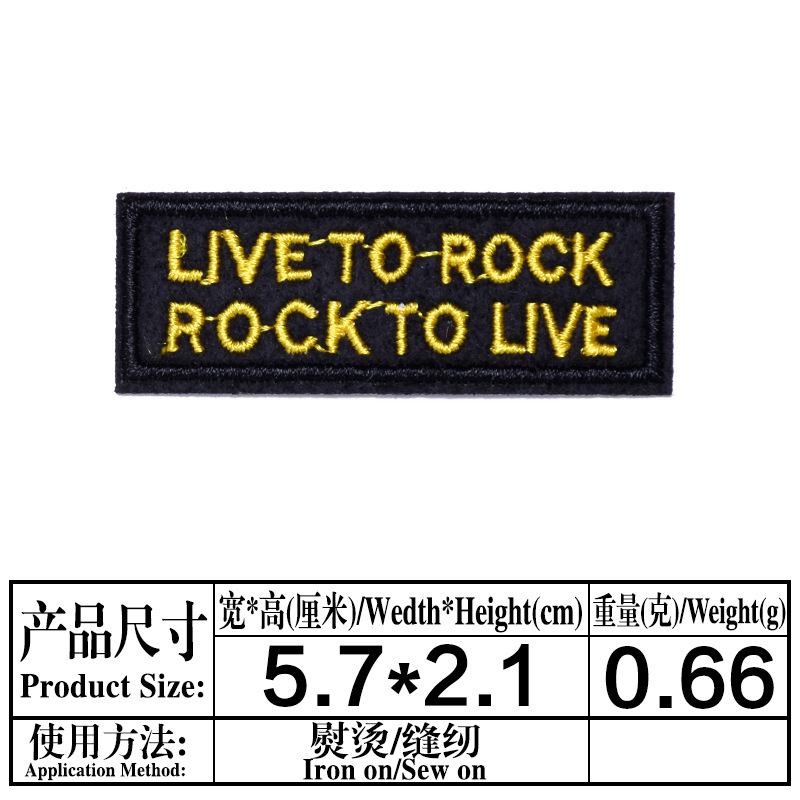 LIVE TO ROCK
ROCK TO LIVE
产品尺寸
Product Size:
宽*高(厘米)/Wedth*Height(cm)
5.7*2.1
重量(克)/Weight(g)
0.66
使用方法:
Application Method:
熨烫/缝纫
Iron on/Sew on